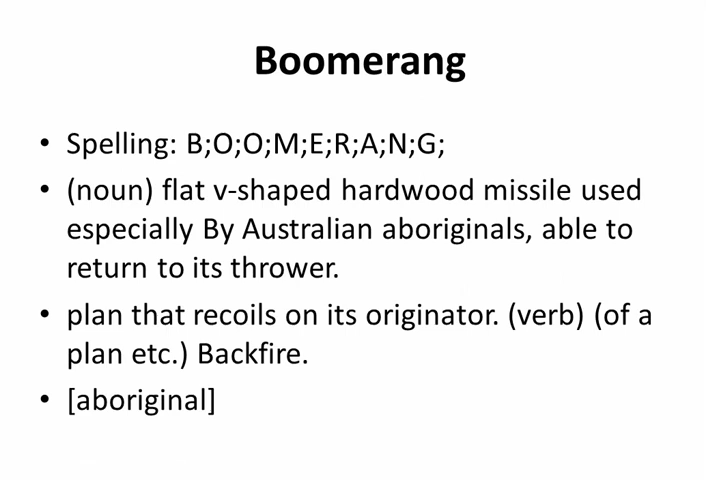 Boomerang
• Spelling: B;O;O;M;E;R;A;N;G;
• (noun) flat v-shaped hardwood missile used
especially By Australian aboriginals, able to
return to its thrower.
• plan that recoils on its originator. (verb) (of a
plan etc.) Backfire.
• [aboriginal]